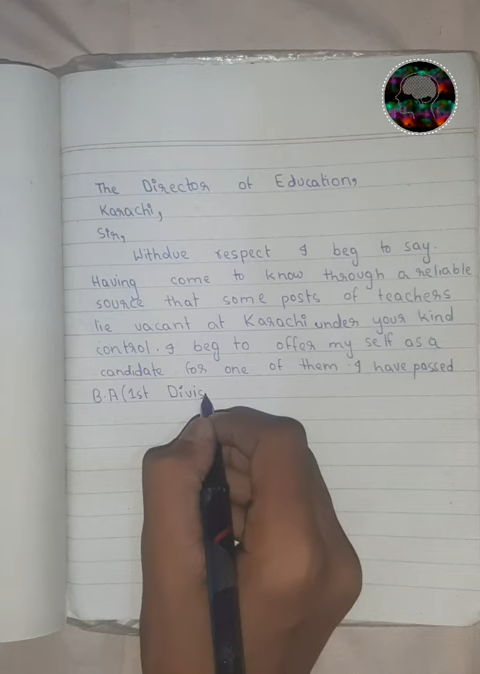 The Director of Education,
Karachi,
Sir,
Withdue respect I beg to say.
Having come to know through a reliable
source that some posts of teachers
lie vacant at Karachi under your kind
control. I beg to offer my self as a
candidate for one of them. I have passed
B.A (1st Divis